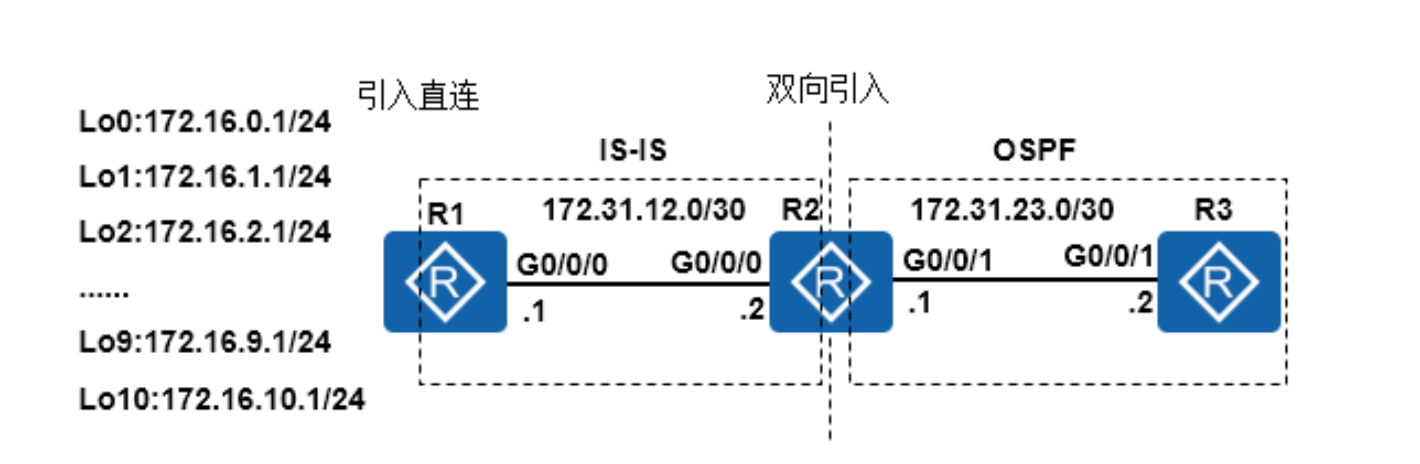 引入直连
双向引入
Lo0:172.16.0.1/24
Lo1:172.16.1.1/24
Lo2:172.16.2.1/24
......
Lo9:172.16.9.1/24
Lo10:172.16.10.1/24
IS-IS
OSPF
R1
172.31.12.0/30
R2
172.31.23.0/30
R3
R
G0/0/0
G0/0/0
R
G0/0/1
G0/0/1
R
.1
.2
.1
.2